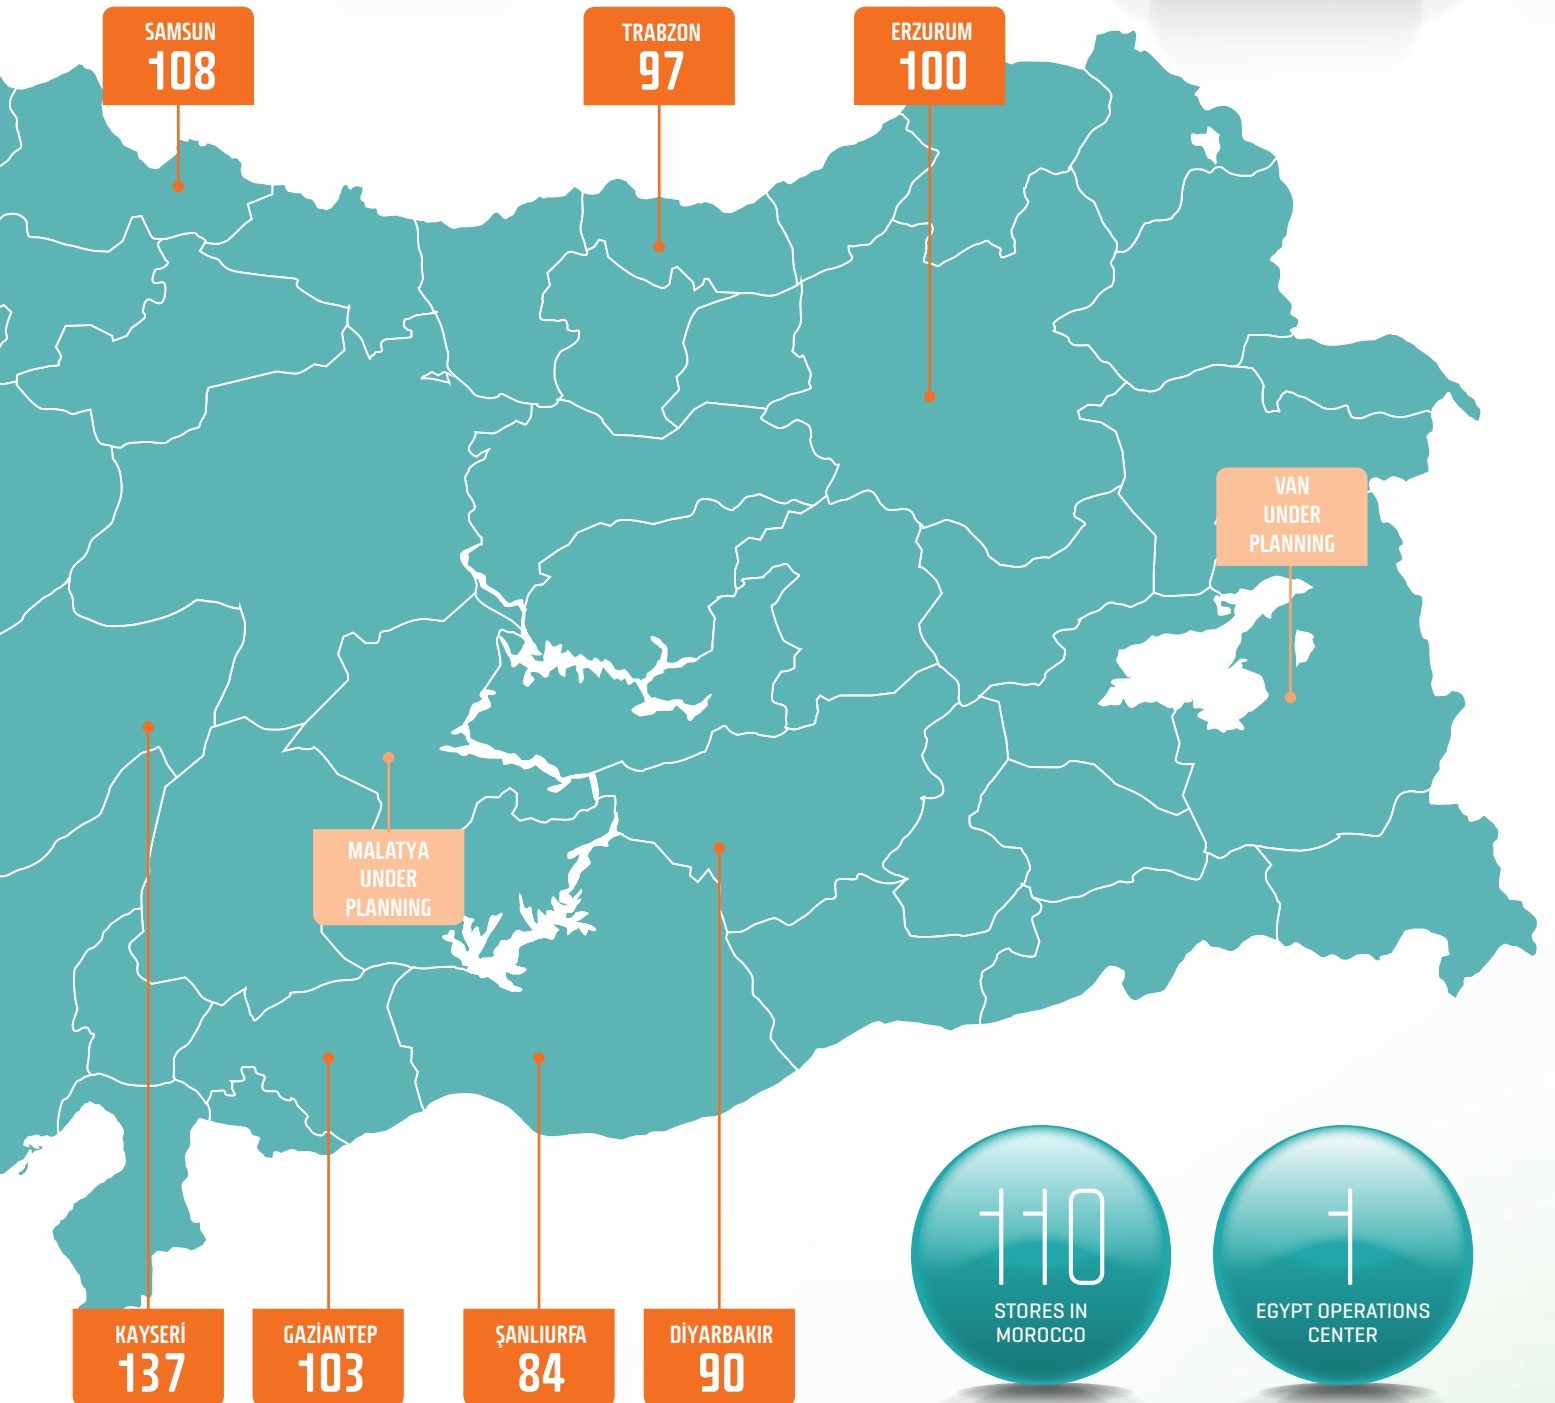 SAMSUN
108
TRABZON
97
ERZURUM
100
VAN
UNDER
PLANNING
MALATYA
UNDER
PLANNING
KAYSERİ
137
GAZİANTEP
103
ŞANLIURFA
84
DİYARBAKIR
90
110
STORES IN
MOROCCO
1
EGYPT OPERATIONS
CENTER